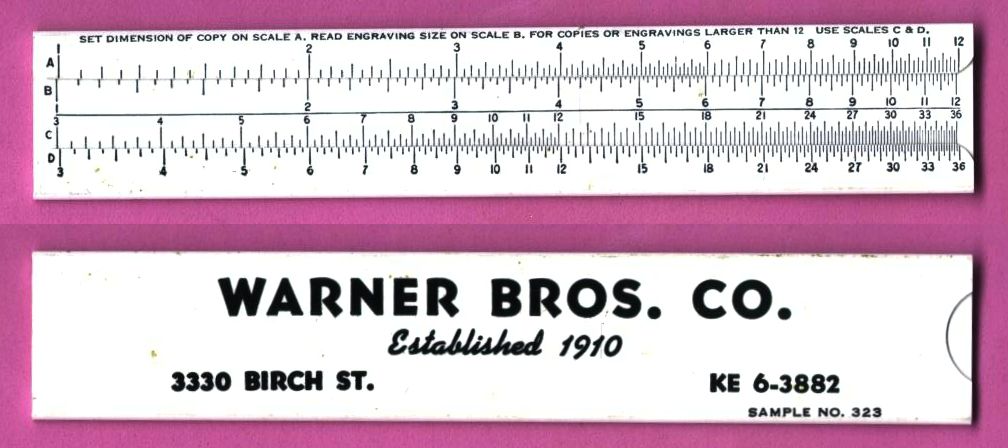 SET DIMENSION OF COPY ON SCALE A. READ ENGRAVING SIZE ON SCALE B. FOR COPIES OR ENGRAVINGS LARGER THAN 12 USE SCALES C & D.
1 2 3 4 5 6 7 8 9 10 11 12
A
B
1 2 3 4 5 6 7 8 9 10 11 12
3 4 5 6 7 8 9 10 11 12 15 18 21 24 27 30 33 36
C
D
3 4 5 6 7 8 9 10 11 12 15 18 21 24 27 30 33 36
WARNER BROS. CO.
Established 1910
3330 BIRCH ST. KE 6-3882
SAMPLE NO. 323